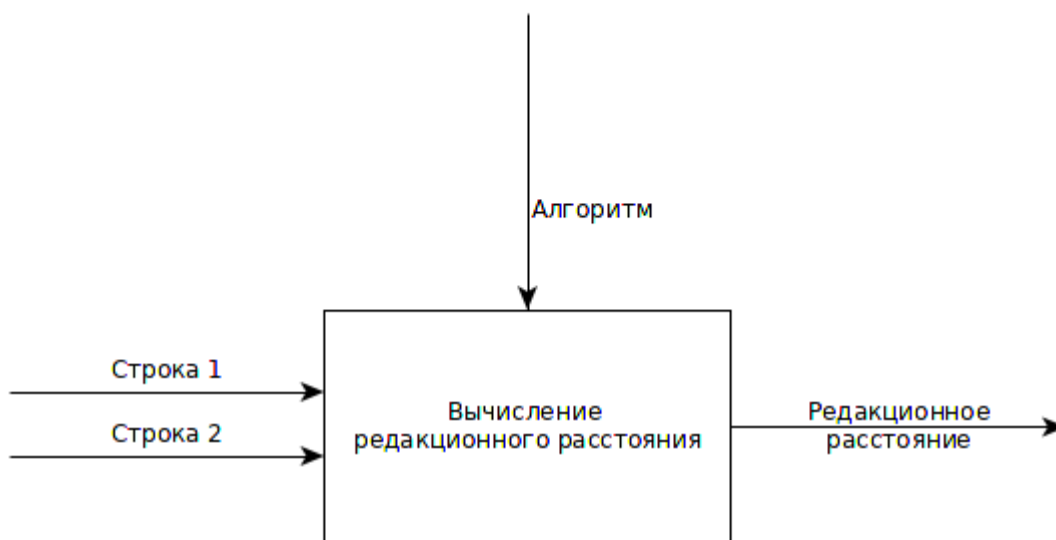 Алгоритм
Строка 1
Строка 2
Вычисление
редакционного расстояния
Редакционное
расстояние